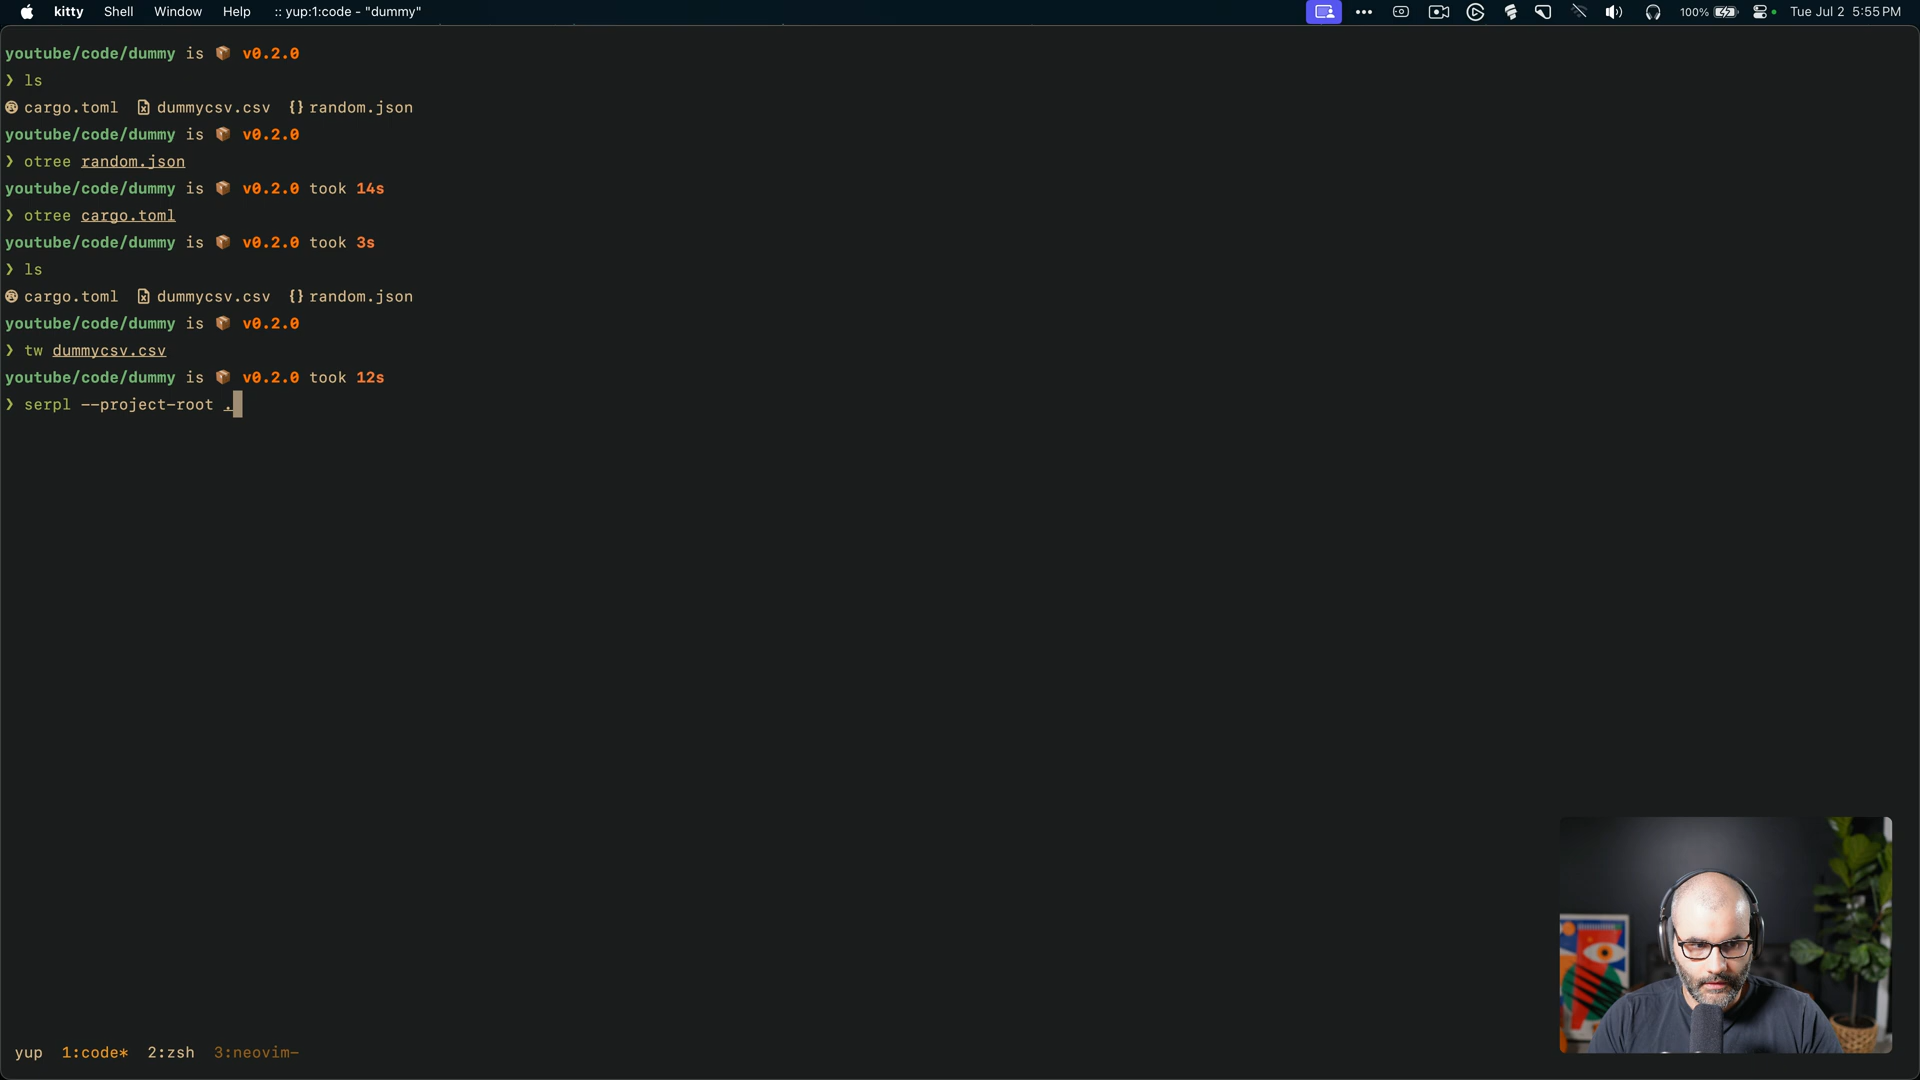 kitty Shell Window Help :: yup:1:code - "dummy" 100% Tue Jul 2 5:55 PM
youtube/code/dummy is 📦 v0.2.0
❯ ls
cargo.toml dummycsv.csv {} random.json
youtube/code/dummy is 📦 v0.2.0
❯ otree random.json
youtube/code/dummy is 📦 v0.2.0 took 14s
❯ otree cargo.toml
youtube/code/dummy is 📦 v0.2.0 took 3s
❯ ls
cargo.toml dummycsv.csv {} random.json
youtube/code/dummy is 📦 v0.2.0
❯ tw dummycsv.csv
youtube/code/dummy is 📦 v0.2.0 took 12s
❯ serpl --project-root .
yup 1:code* 2:zsh 3:neovim-